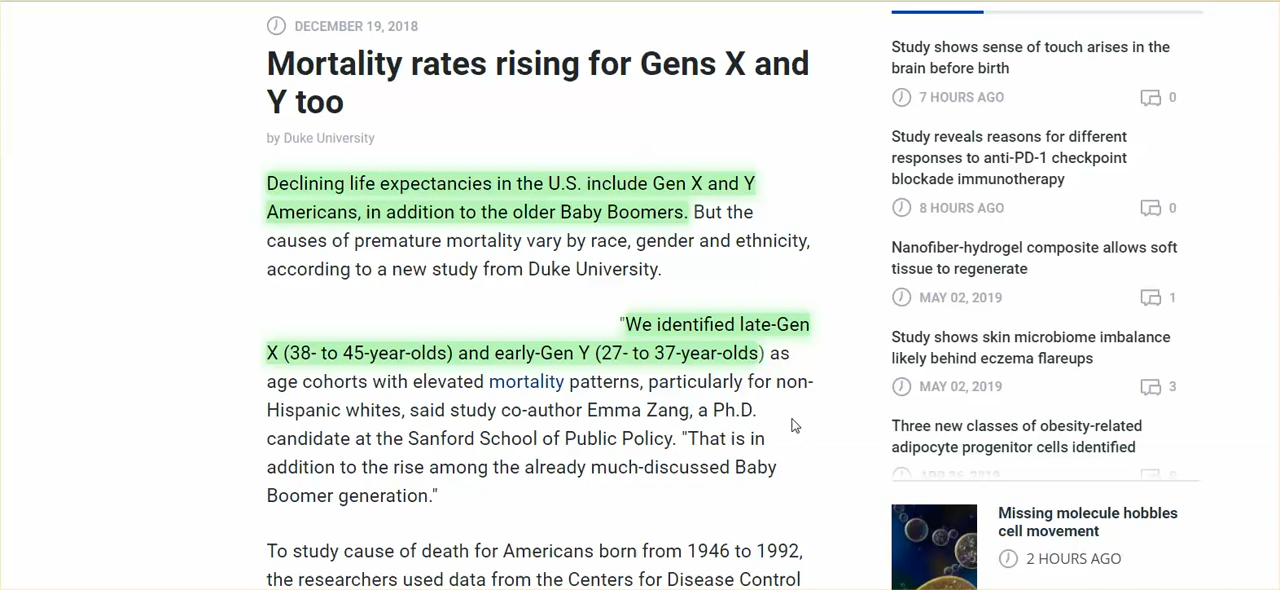 DECEMBER 19, 2018
Mortality rates rising for Gens X and
Y too
by Duke University
Declining life expectancies in the U.S. include Gen X and Y
Americans, in addition to the older Baby Boomers. But the
causes of premature mortality vary by race, gender and ethnicity,
according to a new study from Duke University.
"We identified late-Gen
X (38- to 45-year-olds) and early-Gen Y (27- to 37-year-olds) as
age cohorts with elevated mortality patterns, particularly for non-
Hispanic whites, said study co-author Emma Zang, a Ph.D.
candidate at the Sanford School of Public Policy. "That is in
addition to the rise among the already much-discussed Baby
Boomer generation."
To study cause of death for Americans born from 1946 to 1992,
the researchers used data from the Centers for Disease Control
Study shows sense of touch arises in the
brain before birth
7 HOURS AGO 0
Study reveals reasons for different
responses to anti-PD-1 checkpoint
blockade immunotherapy
8 HOURS AGO 0
Nanofiber-hydrogel composite allows soft
tissue to regenerate
MAY 02, 2019 1
Study shows skin microbiome imbalance
likely behind eczema flareups
MAY 02, 2019 3
Three new classes of obesity-related
adipocyte progenitor cells identified
Missing molecule hobbles
cell movement
2 HOURS AGO